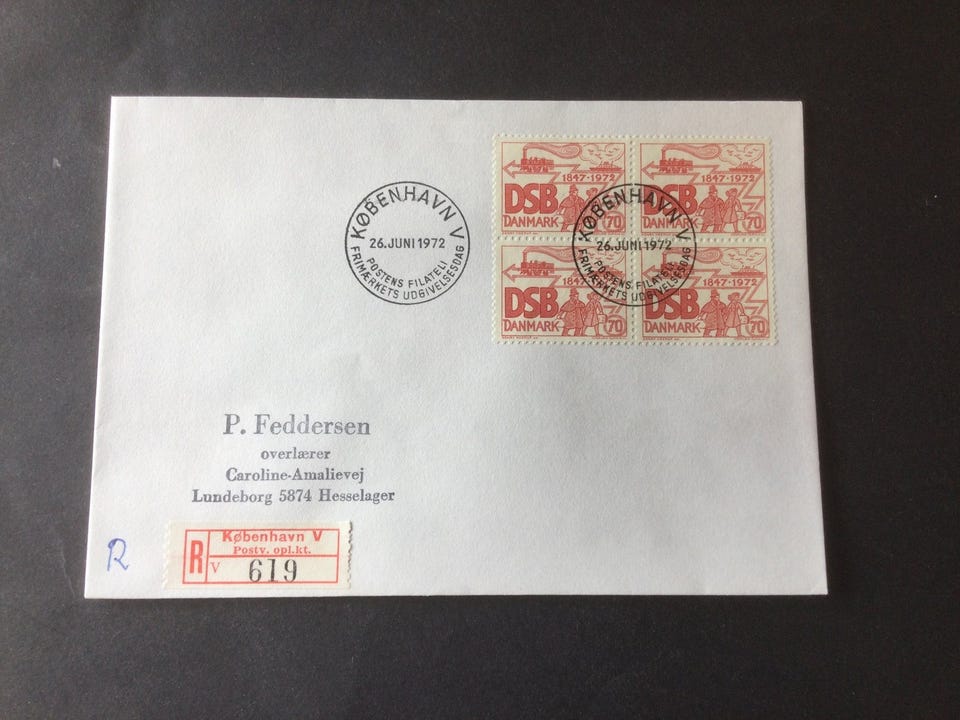 KØBENHAVN V
26.JUNI 1972
POSTENS FILATELI
FRIMÆRKETS UDGIVELSESDAG
1847-1972
DSB
DANMARK
70
1847-1972
DSB
DANMARK
70
KØBENHAVN V
26.JUNI 1972
POSTENS FILATELI
FRIMÆRKETS UDGIVELSESDAG
1847-1972
DSB
DANMARK
70
1847-1972
DSB
DANMARK
70
P. Feddersen
overlærer
Caroline-Amalievej
Lundeborg 5874 Hesselager
R
København V
Postv. opl.kt.
R V 619